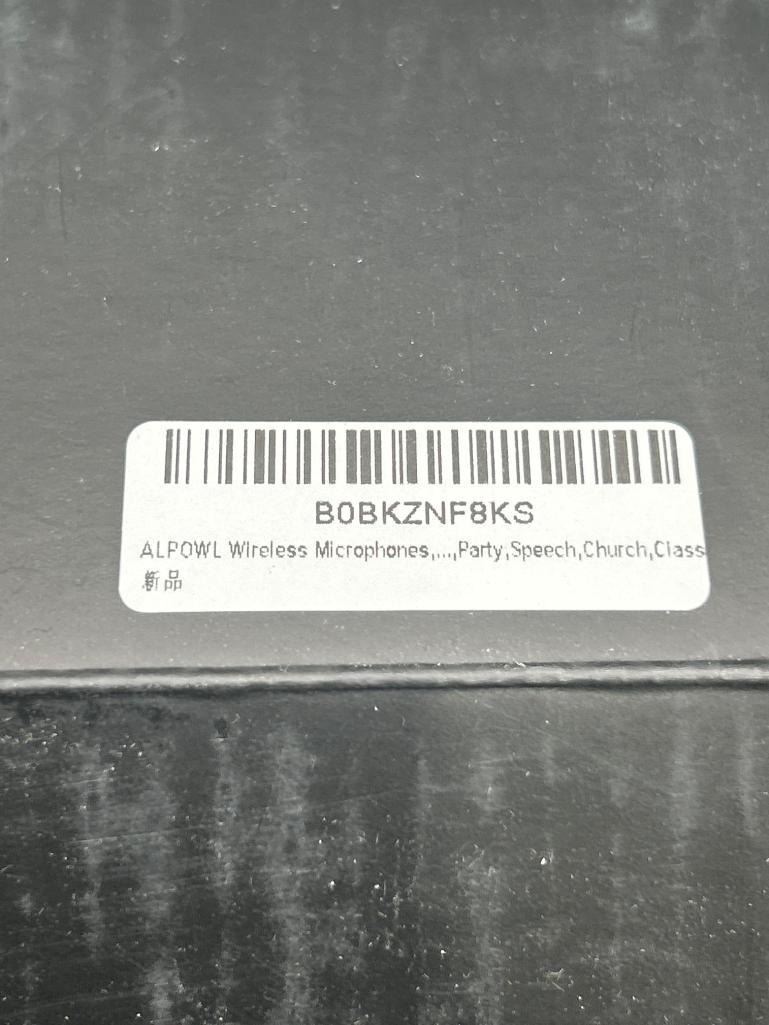 B0BKZNF8KS
ALPOWL Wireless Microphones,...,Party,Speech,Church,Class
新品